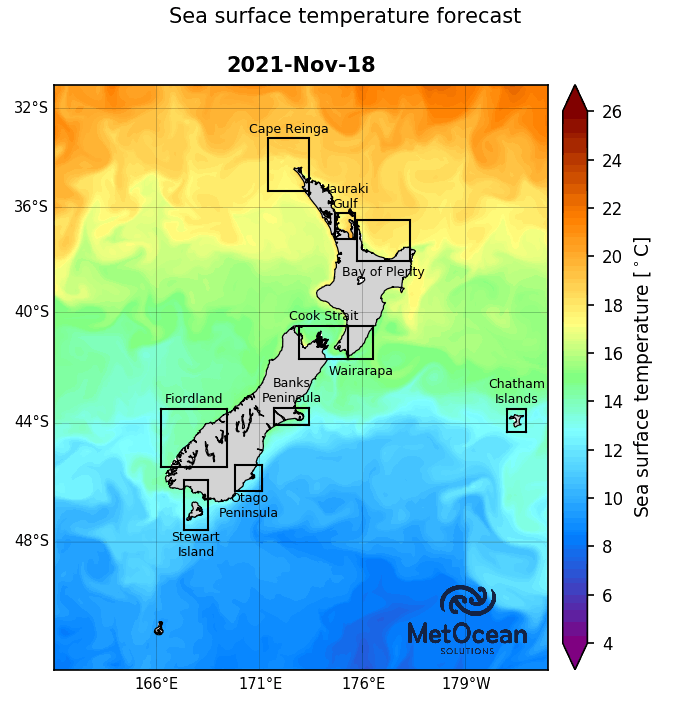 Sea surface temperature forecast
2021-Nov-18
32°S
36°S
40°S
44°S
48°S
166°E
171°E
176°E
179°W
Cape Reinga
Hauraki
Gulf
Bay of Plenty
Cook Strait
Wairarapa
Banks
Peninsula
Fiordland
Chatham
Islands
Otago
Peninsula
Stewart
Island
MetOcean
SOLUTIONS
26
24
22
20
18
16
14
12
10
8
6
4
Sea surface temperature [°C]